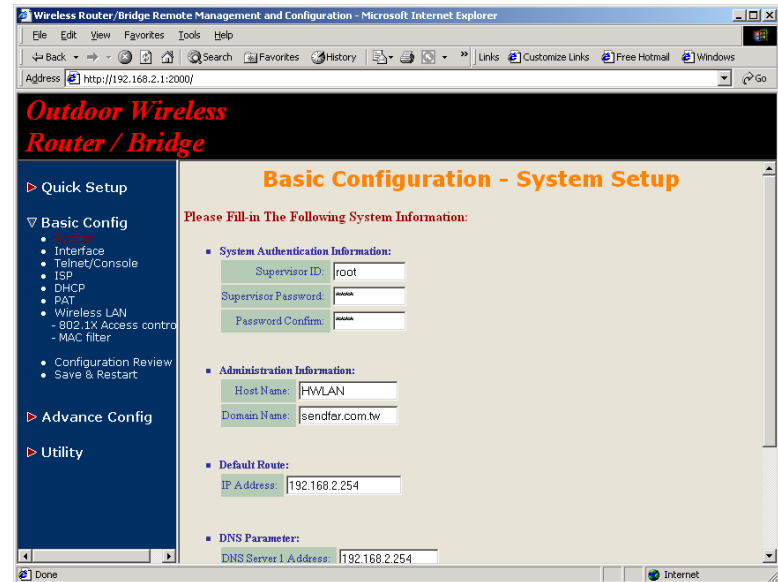 Wireless Router/Bridge Remote Management and Configuration - Microsoft Internet Explorer
File Edit View Favorites Tools Help
Back Search Favorites History » Links Customize Links Free Hotmail Windows
Address http://192.168.2.1:2000/ Go
Outdoor Wireless
Router / Bridge
Quick Setup
Basic Config
System
Interface
Telnet/Console
ISP
DHCP
PAT
Wireless LAN
- 802.1X Access contro
- MAC filter
Configuration Review
Save & Restart
Advance Config
Utility
Basic Configuration - System Setup
Please Fill-in The Following System Information:
System Authentication Information:
Supervisor ID: root
Supervisor Password: ****
Password Confirm: ****
Administration Information:
Host Name: HWLAN
Domain Name: sendfar.com.tw
Default Route:
IP Address: 192.168.2.254
DNS Parameter:
DNS Server 1 Address: 192.168.2.254
Done Internet